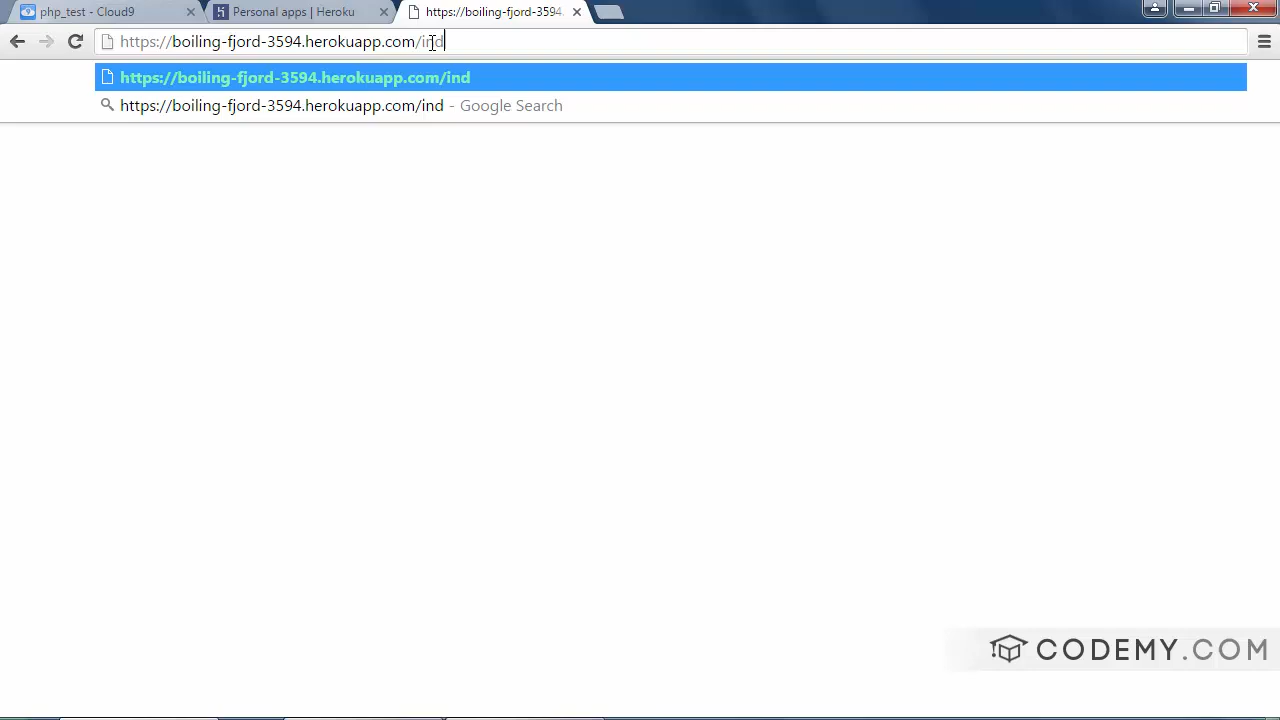 php_test - Cloud9
Personal apps | Heroku
https://boiling-fjord-3594.
https://boiling-fjord-3594.herokuapp.com/ind
https://boiling-fjord-3594.herokuapp.com/ind
https://boiling-fjord-3594.herokuapp.com/ind - Google Search
CODEMY.COM